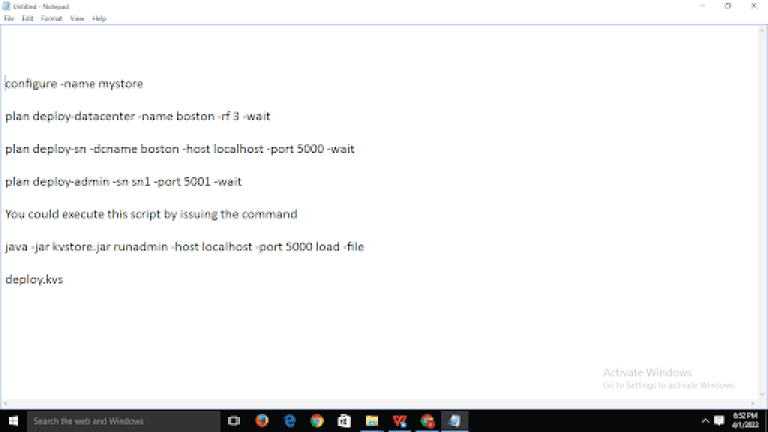 Untitled - Notepad
File Edit Format View Help
configure -name mystore
plan deploy-datacenter -name boston -rf 3 -wait
plan deploy-sn -dcname boston -host localhost -port 5000 -wait
plan deploy-admin -sn sn1 -port 5001 -wait
You could execute this script by issuing the command
java -jar kvstore.jar runadmin -host localhost -port 5000 load -file
deploy.kvs
Activate Windows
Go to Settings to activate Windows.
Search the web and Windows
6:52 PM
4/1/2022